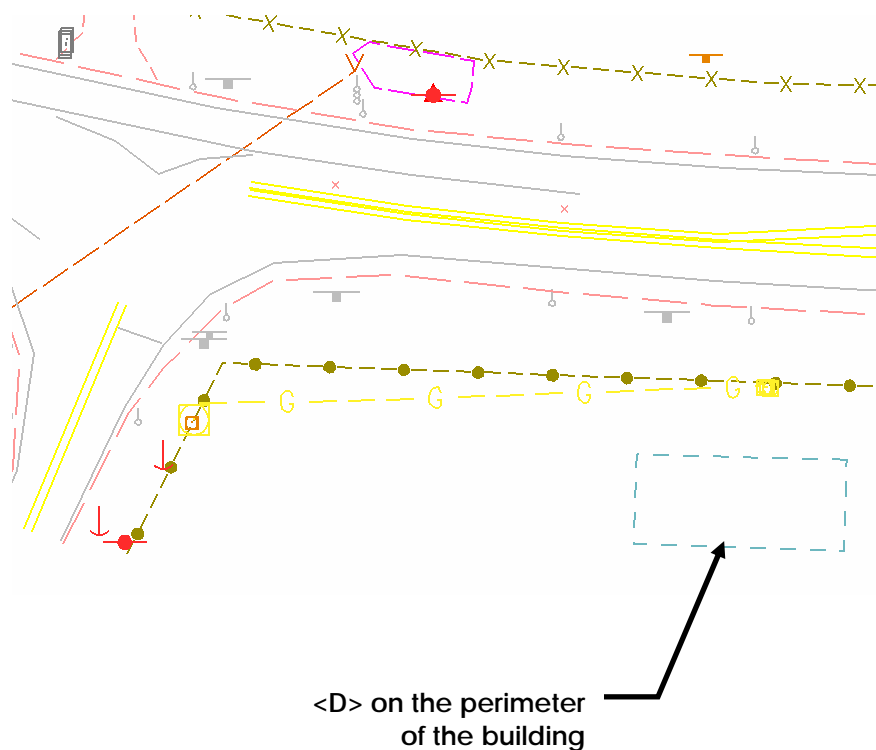 X X X X X X X X X
V
G G G G
<D> on the perimeter
of the building